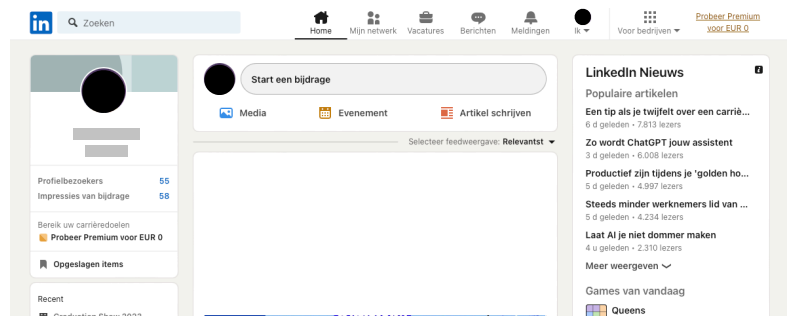 in
Zoeken
Home
Mijn netwerk
Vacatures
Berichten
Meldingen
Ik
Voor bedrijven
Probeer Premium
voor EUR 0
Profielbezoekers 55
Impressies van bijdrage 58
Bereik uw carrièredoelen
Probeer Premium voor EUR 0
Opgeslagen items
Recent
Start een bijdrage
Media
Evenement
Artikel schrijven
Selecteer feedweergave: Relevantst
LinkedIn Nieuws
Populaire artikelen
Een tip als je twijfelt over een carriè...
6 d geleden • 7.813 lezers
Zo wordt ChatGPT jouw assistent
3 d geleden • 6.008 lezers
Productief zijn tijdens je 'golden ho...
5 d geleden • 4.997 lezers
Steeds minder werknemers lid van ...
5 d geleden • 4.234 lezers
Laat AI je niet dommer maken
4 u geleden • 2.310 lezers
Meer weergeven
Games van vandaag
Queens